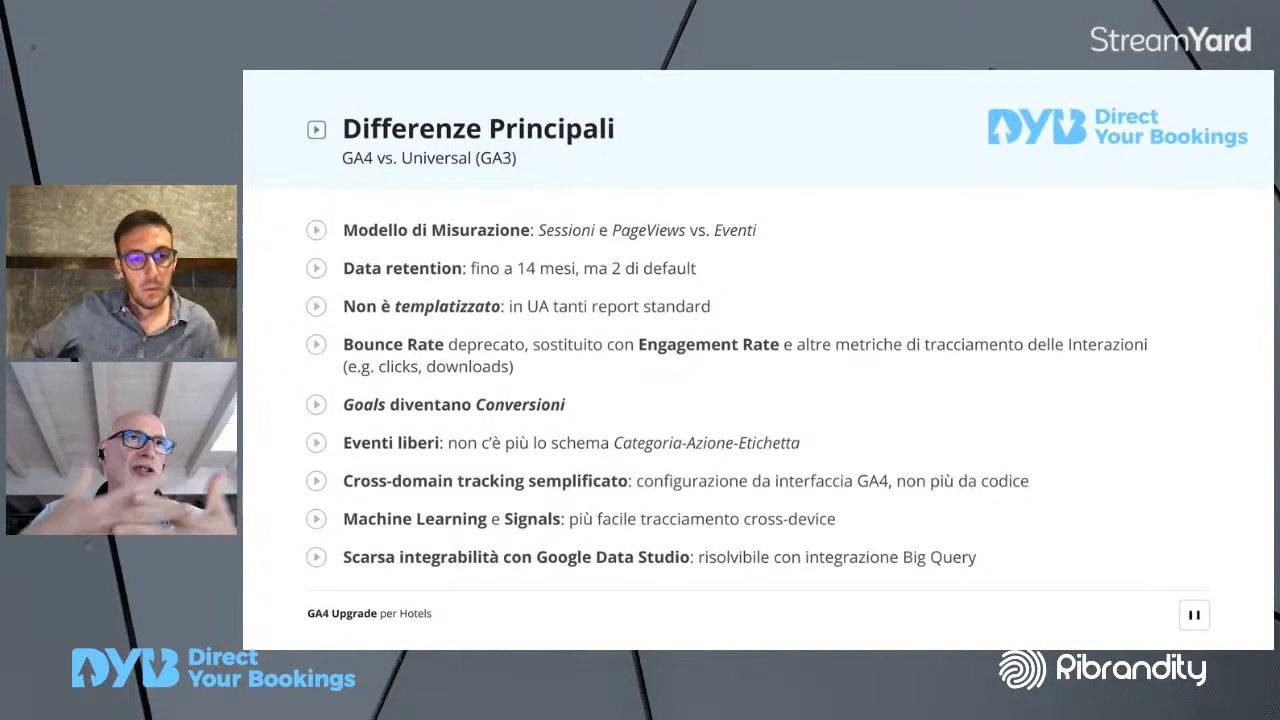 StreamYard
Differenze Principali
GA4 vs. Universal (GA3)
DYB Direct
Your Bookings
Modello di Misurazione: Sessioni e PageViews vs. Eventi
Data retention: fino a 14 mesi, ma 2 di default
Non è templatizzato: in UA tanti report standard
Bounce Rate deprecato, sostituito con Engagement Rate e altre metriche di tracciamento delle Interazioni
(e.g. clicks, downloads)
Goals diventano Conversioni
Eventi liberi: non c'è più lo schema Categoria-Azione-Etichetta
Cross-domain tracking semplificato: configurazione da interfaccia GA4, non più da codice
Machine Learning e Signals: più facile tracciamento cross-device
Scarsa integrabilità con Google Data Studio: risolvibile con integrazione Big Query
GA4 Upgrade per Hotels
DYB Direct
Your Bookings
Ribrandity